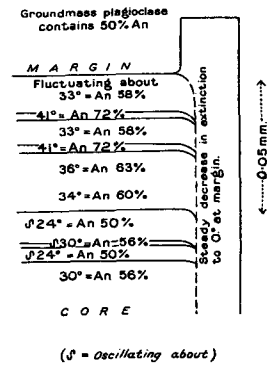 Groundmass plagioclase
contains 50% An
MARGIN
Fluctuating about
33° = An 58%
41° = An 72%
33° = An 58%
41° = An 72%
36° = An 63%
34° = An 60%
S 24° = An 50%
S 30° = An = 56%
S 24° = An 50%
30° = An 56%
CORE
Steady decrease in extinction
to 0° at margin.
0·05 mm.
(S = Oscillating about)